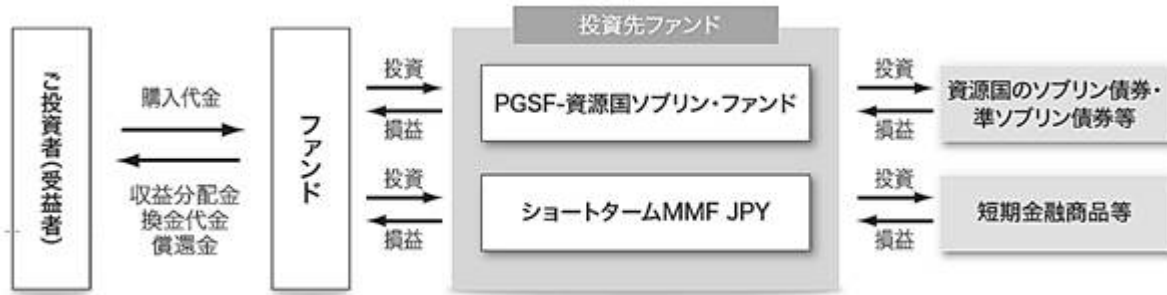 ご投資者(受益者)
購入代金
収益分配金
換金代金
償還金
ファンド
投資
損益
投資
損益
投資先ファンド
PGSF-資源国ソブリン・ファンド
ショートタームMMF JPY
投資
損益
投資
損益
資源国のソブリン債券・
準ソブリン債券等
短期金融商品等